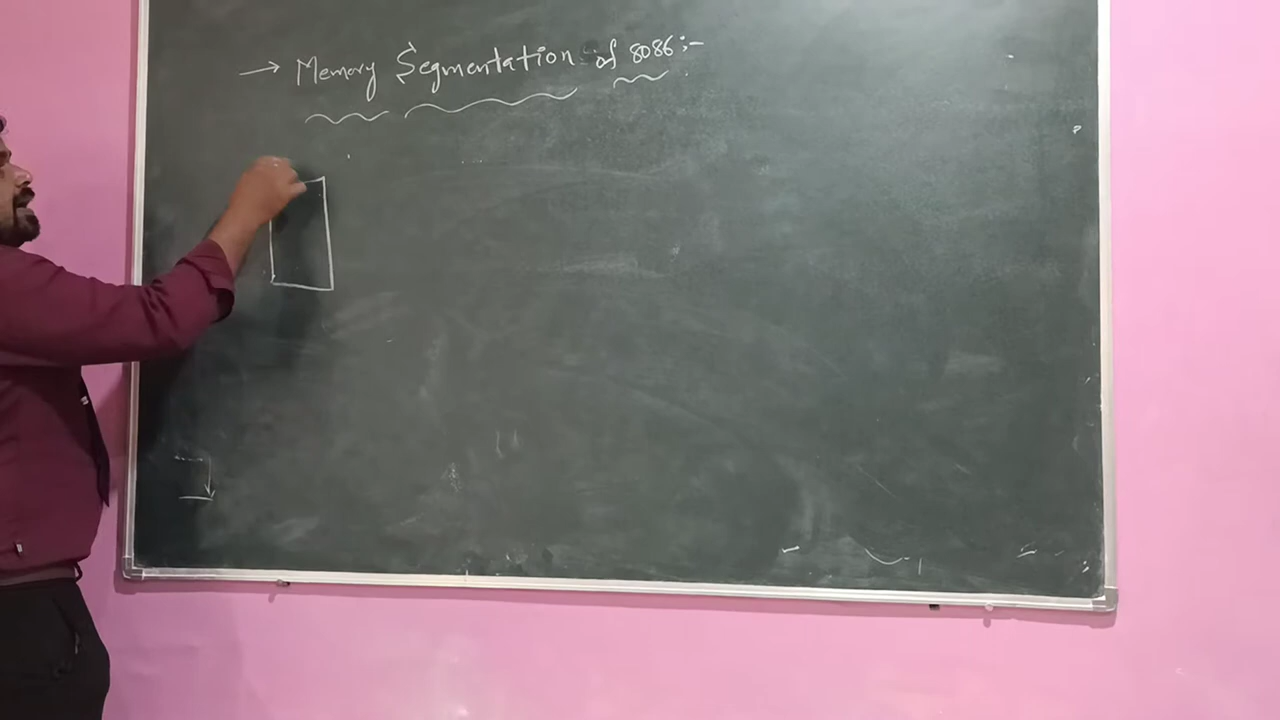 → Memory Segmentation of 8086:-